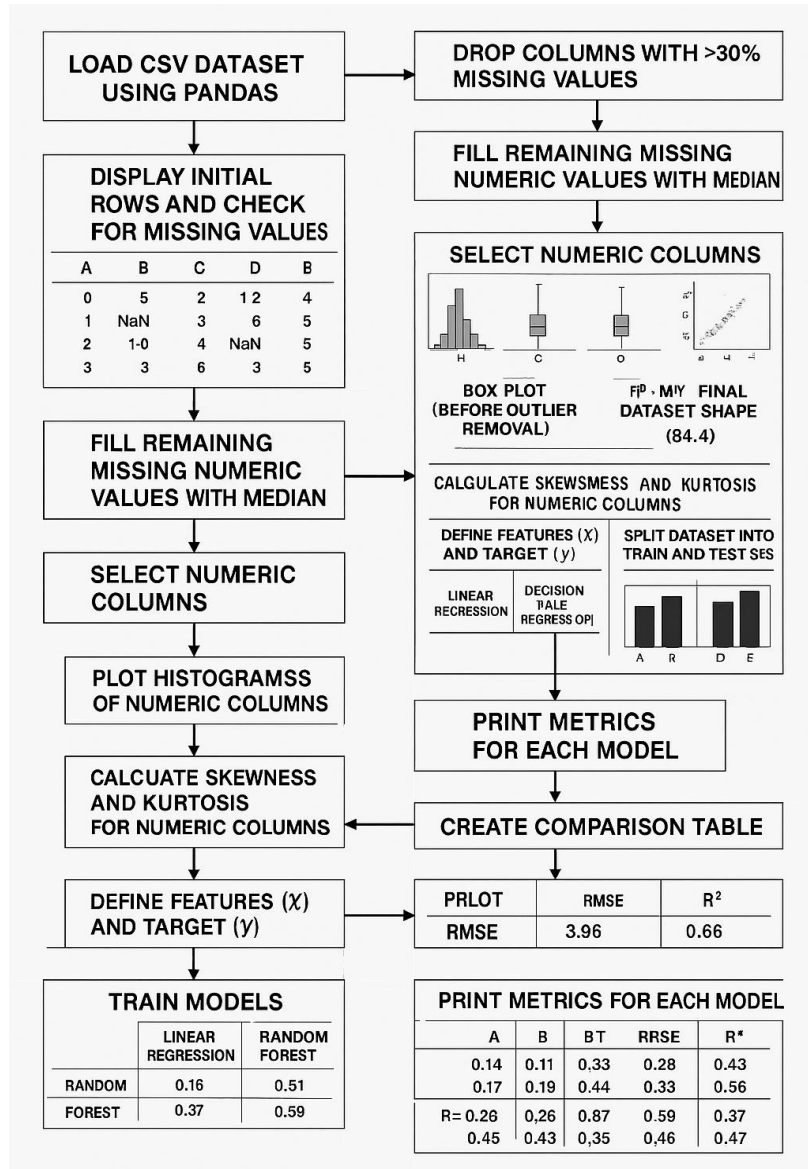 LOAD CSV DATASET
USING PANDAS
DISPLAY INITIAL
ROWS AND CHECK
FOR MISSING VALUES
A B C D B
0 5 2 1 2 4
1 NaN 3 6 5
2 1-0 4 NaN 5
3 3 6 3 5
FILL REMAINING
MISSING NUMERIC
VALUES WITH MEDIAN
SELECT NUMERIC
COLUMNS
PLOT HISTOGRAMSS
OF NUMERIC COLUMNS
CALCUATE SKEWNESS
AND KURTOSIS
FOR NUMERIC COLUMNS
DEFINE FEATURES (X)
AND TARGET (y)
TRAIN MODELS
LINEAR RANDOM
REGRESSION FOREST
RANDOM 0.16 0.51
FOREST 0.37 0.59
DROP COLUMNS WITH >30%
MISSING VALUES
FILL REMAINING MISSING
NUMERIC VALUES WITH MEDIAN
SELECT NUMERIC COLUMNS
H C O
BOX PLOT
(BEFORE OUTLIER
REMOVAL)
FINAL
DATASET SHAPE
(84.4)
CALGULATE SKEWSMESS AND KURTOSIS
FOR NUMERIC COLUMNS
DEFINE FEATURES (X)
AND TARGET (y)
LINEAR
RECRESSION
DECISION
REGRESS OP
SPLIT DATASET INTO
TRAIN AND TEST SES
A R D E
PRINT METRICS
FOR EACH MODEL
CREATE COMPARISON TABLE
PRLOT RMSE R²
RMSE 3.96 0.66
PRINT METRICS FOR EACH MODEL
A B BT RRSE R*
0.14 0.11 0,33 0.28 0.43
0.17 0.19 0.44 0.33 0.56
R= 0.26 0,26 0.87 0.59 0.37
0.45 0.43 0,35 0,46 0.47